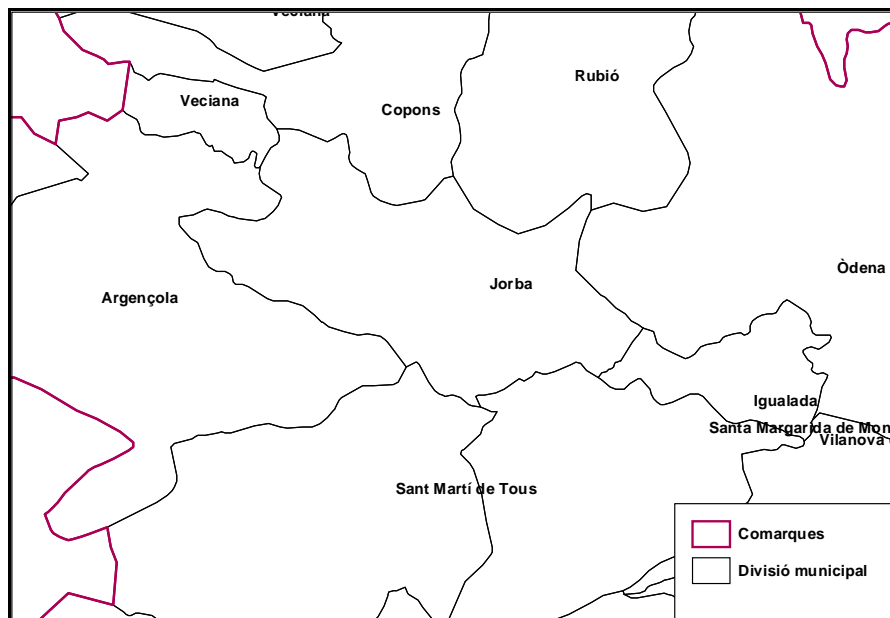 Veciana
Rubió
Veciana
Copons
Òdena
Jorba
Argençola
Igualada
Santa Margarida de Mon
Vilanova
Sant Martí de Tous
Comarques
Divisió municipal